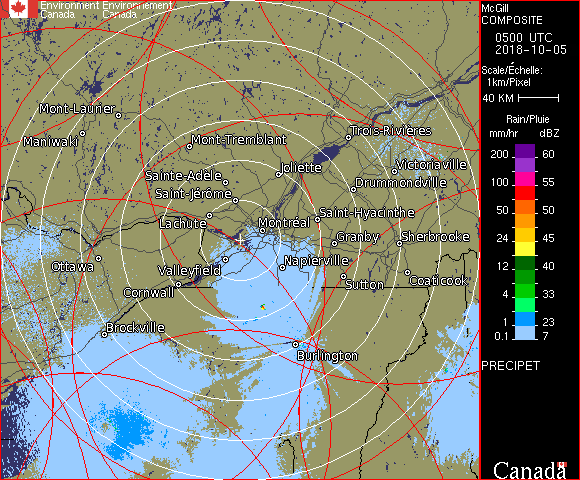 Environment Environnement
Canada Canada
McGill
COMPOSITE
0500 UTC
2018-10-05
Scale/Échelle:
1km/Pixel
40 KM
Rain/Pluie
mm/hr dBZ
200 60
100 55
50 50
24 45
12 40
4 33
1 23
0.1 7
PRECIPET
Canada
Mont-Laurier
Maniwaki
Mont-Tremblant
Trois-Rivières
Joliette
Victoriaville
Sainte-Adèle
Drummondville
Saint-Jérôme
Saint-Hyacinthe
Lachute
Montréal
Granby
Sherbrooke
Ottawa
Valleyfield
Napierville
Cornwall
Sutton
Coaticook
Brockville
Burlington